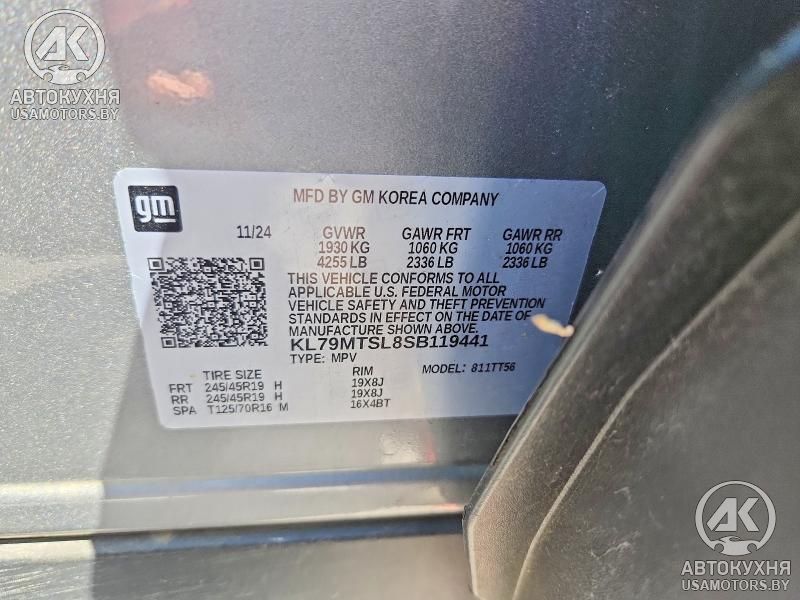 AK
АВТОКУХНЯ
USAMOTORS.BY
gm
MFD BY GM KOREA COMPANY
11/24 GVWR GAWR FRT GAWR RR
1930 KG 1060 KG 1060 KG
4255 LB 2336 LB 2336 LB
THIS VEHICLE CONFORMS TO ALL
APPLICABLE U.S. FEDERAL MOTOR
VEHICLE SAFETY AND THEFT PREVENTION
STANDARDS IN EFFECT ON THE DATE OF
MANUFACTURE SHOWN ABOVE.
KL79MTSL8SB119441
TYPE: MPV MODEL: 811TT56
TIRE SIZE RIM
FRT 245/45R19 H 19X8J
RR 245/45R19 H 19X8J
SPA T125/70R16 M 16X4BT
AK
АВТОКУХНЯ
USAMOTORS.BY